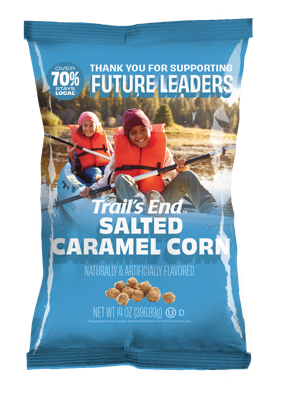 THANK YOU FOR SUPPORTING
FUTURE LEADERS
OVER
70%
STAYS
LOCAL*
Trail's End
SALTED
CARAMEL CORN
NATURALLY & ARTIFICIALLY FLAVORED
NET WT 14 OZ (396.89g) U D